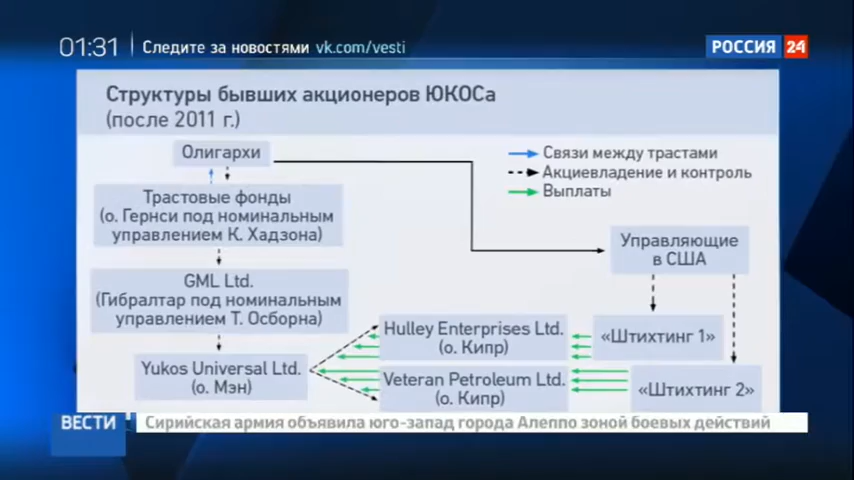 01:31
Следите за новостями vk.com/vesti
РОССИЯ 24
Структуры бывших акционеров ЮКОСа
(после 2011 г.)
Олигархи
Связи между трастами
Акциевладение и контроль
Выплаты
Трастовые фонды
(о. Гернси под номинальным
управлением К. Хадзона)
Управляющие
в США
GML Ltd.
(Гибралтар под номинальным
управлением Т. Осборна)
Hulley Enterprises Ltd.
(о. Кипр)
«Штихтинг 1»
Yukos Universal Ltd.
(о. Мэн)
Veteran Petroleum Ltd.
(о. Кипр)
«Штихтинг 2»
ВЕСТИ
Сирийская армия объявила юго-запад города Алеппо зоной боевых действий